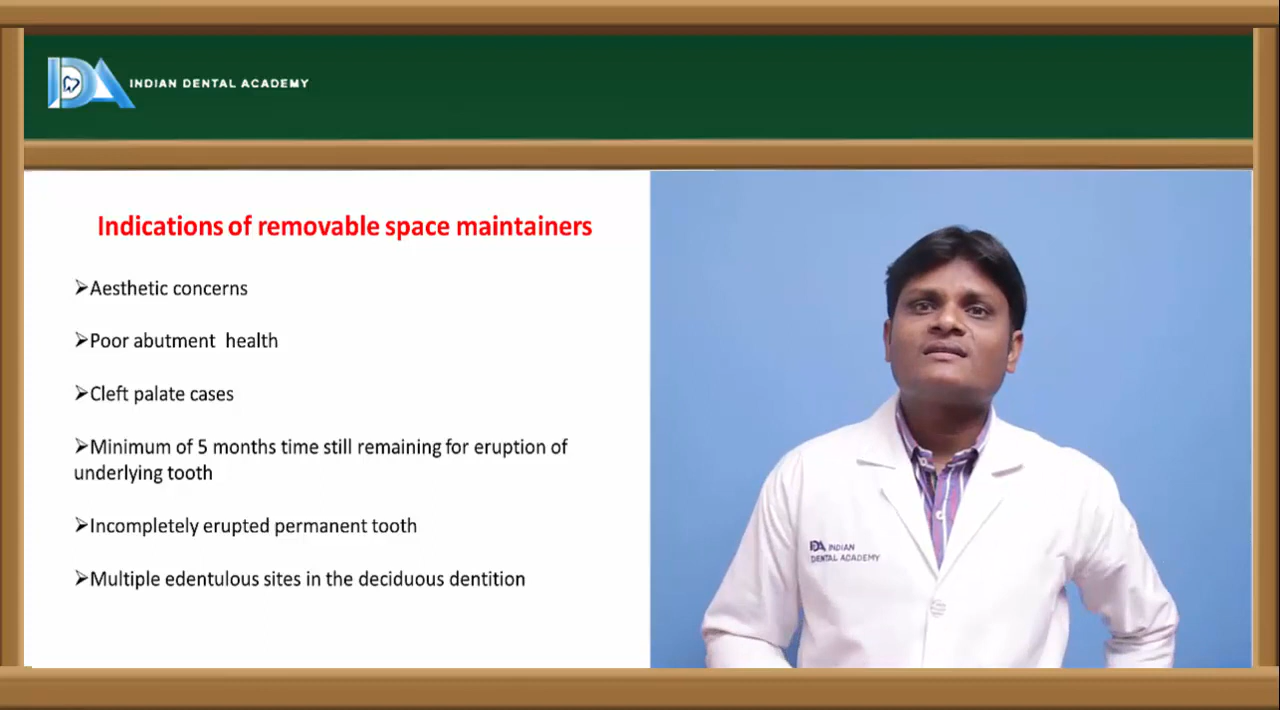 IDA INDIAN DENTAL ACADEMY
Indications of removable space maintainers
➢Aesthetic concerns
➢Poor abutment health
➢Cleft palate cases
➢Minimum of 5 months time still remaining for eruption of
underlying tooth
➢Incompletely erupted permanent tooth
➢Multiple edentulous sites in the deciduous dentition
IDA INDIAN
DENTAL ACADEMY